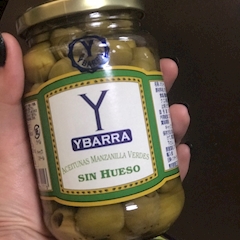 Y
YBARRA
ACEITUNAS MANZANILLA VERDES
SIN HUESO